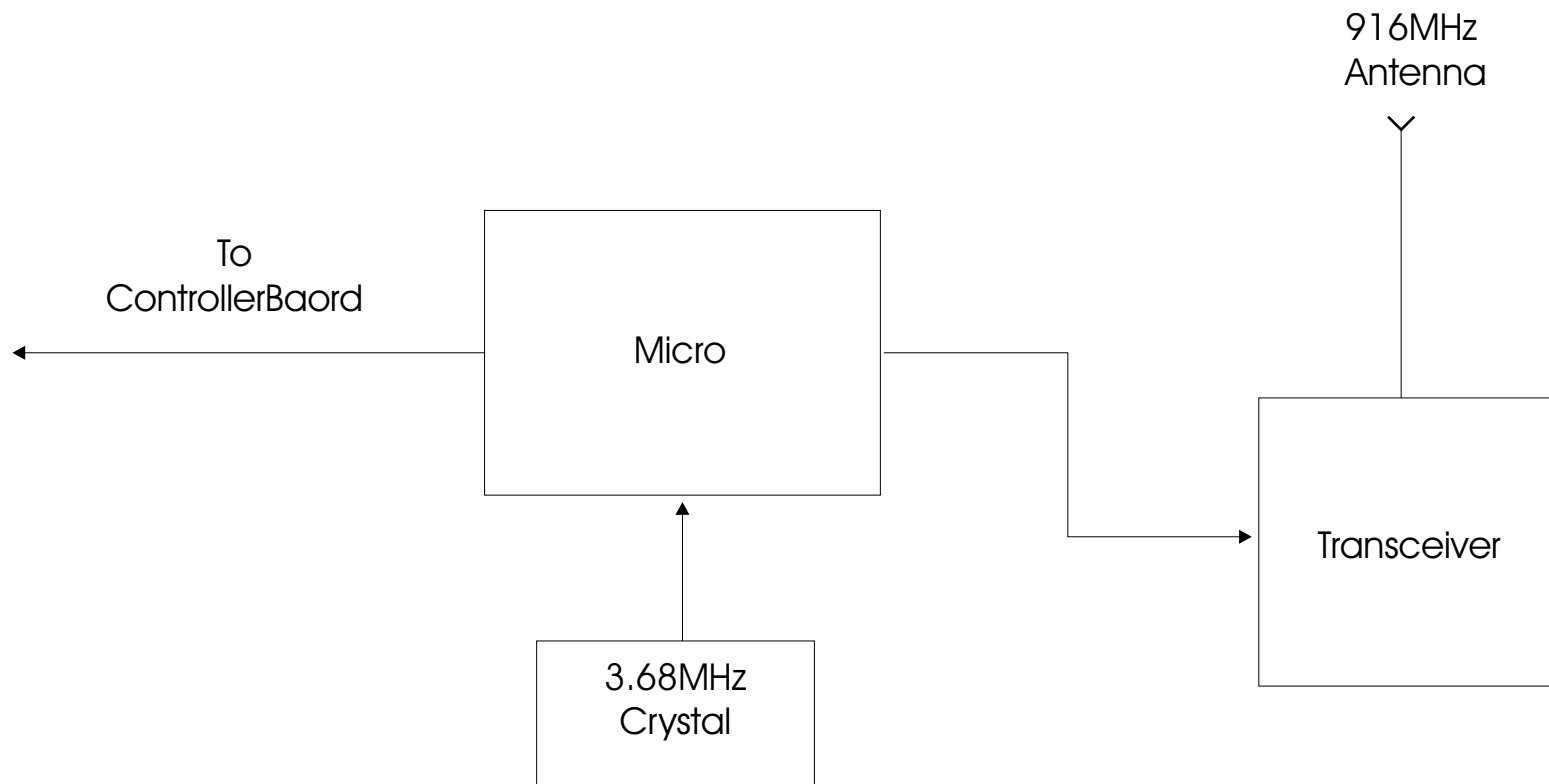 916MHz
Antenna
To
ControllerBaord
Micro
Transceiver
3.68MHz
Crystal